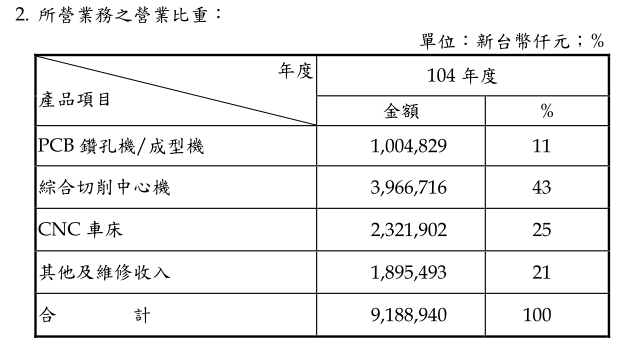 2. 所營業務之營業比重：
單位：新台幣仟元；%
年度
產品項目
104 年度
金額 %
PCB 鑽孔機/成型機 1,004,829 11
綜合切削中心機 3,966,716 43
CNC 車床 2,321,902 25
其他及維修收入 1,895,493 21
合 計 9,188,940 100